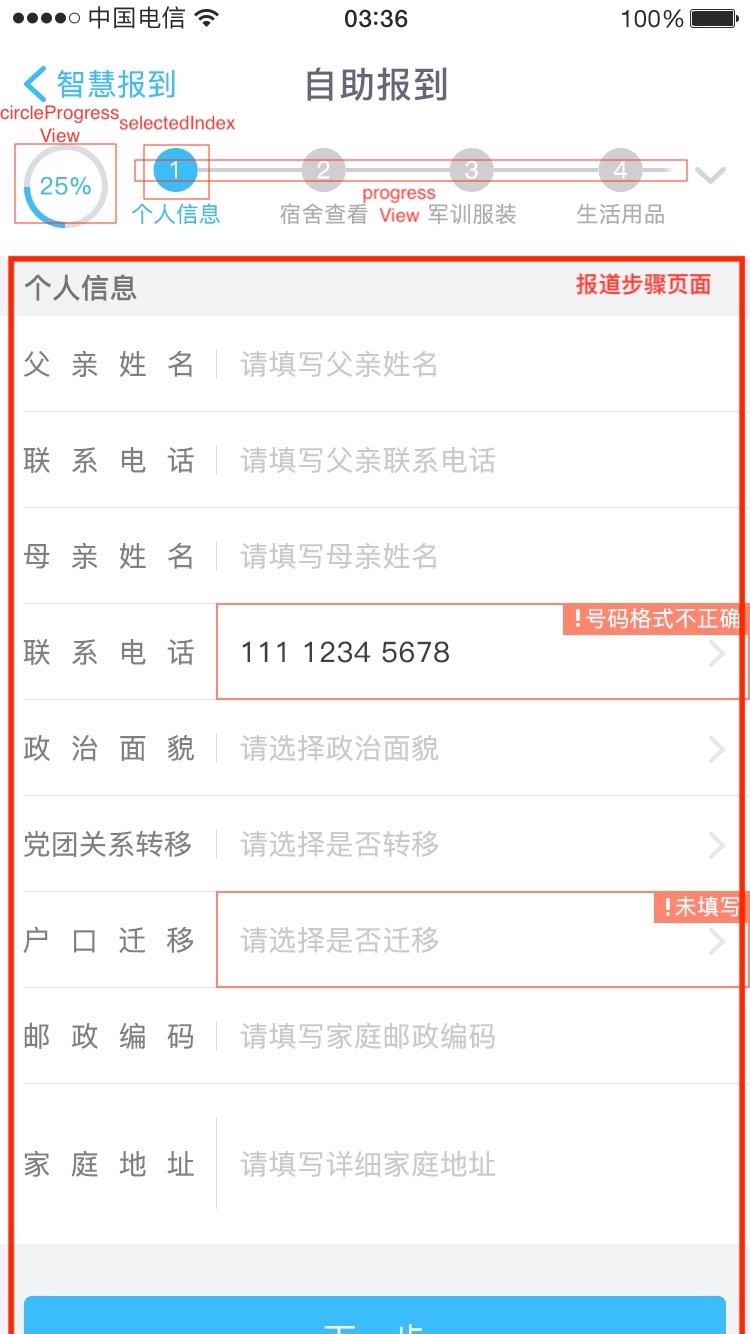 中国电信 03:36 100%
智慧报到 自助报到
circleProgress
View
selectedIndex
25% 1 2 3 4
progress
View
个人信息 宿舍查看 军训服装 生活用品
个人信息 报道步骤页面
父亲姓名 请填写父亲姓名
联系电话 请填写父亲联系电话
母亲姓名 请填写母亲姓名
!号码格式不正确
联系电话 111 1234 5678
政治面貌 请选择政治面貌
党团关系转移 请选择是否转移
!未填写
户口迁移 请选择是否迁移
邮政编码 请填写家庭邮政编码
家庭地址 请填写详细家庭地址
下一步